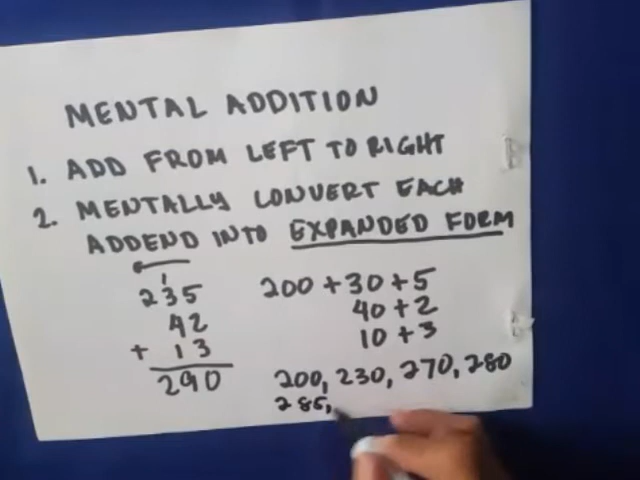 MENTAL ADDITION
1. ADD FROM LEFT TO RIGHT
2. MENTALLY CONVERT EACH
ADDEND INTO EXPANDED FORM
1
235
42
+ 13
290
200 + 30 + 5
40 + 2
10 + 3
200, 230, 270, 280
285,